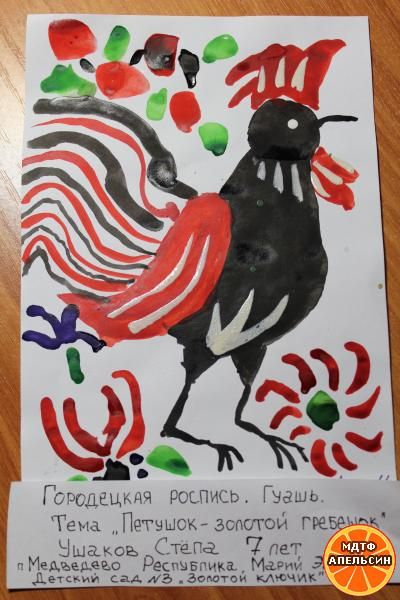 Городецкая роспись. Гуашь.
Тема „Петушок-золотой гребешок"
Ушаков Стёпа 7 лет
п Медведево Республика Марий Э
Детский сад №3 „Золотой ключик"
МДТФ
АПЕЛЬСИН